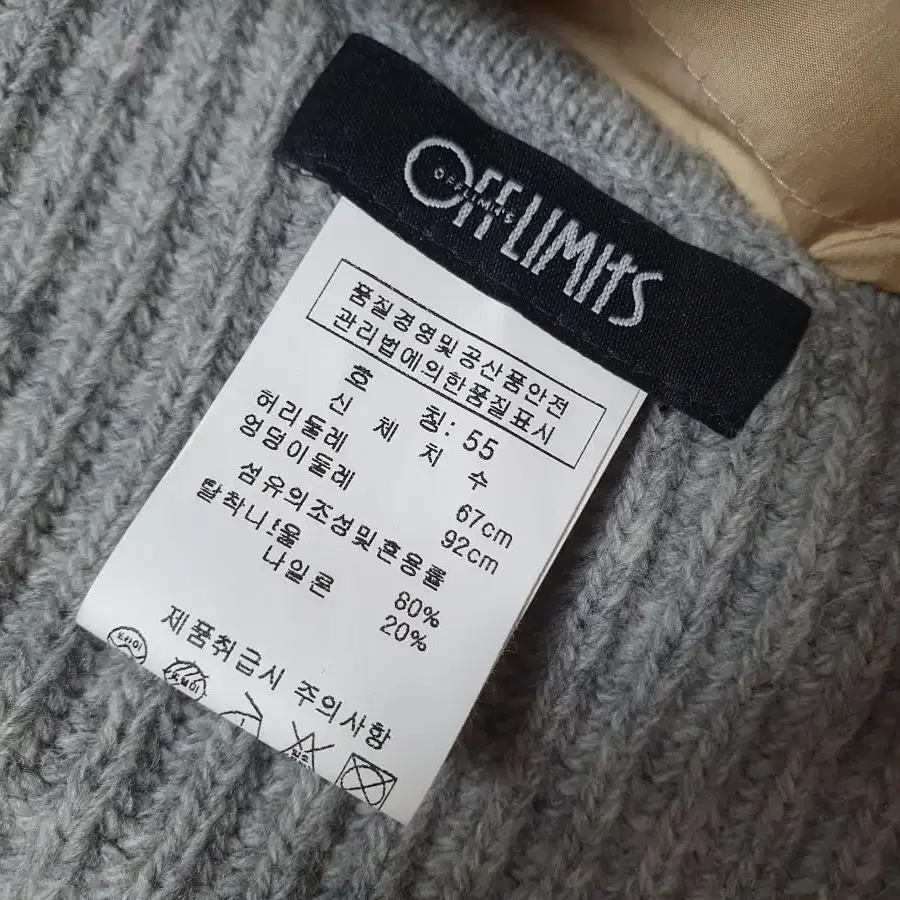 OFFLIMITS
OFFLIMITS
품질경영및공산품안전
관리법에의한품질표시
호 칭: 55
신 체 치 수
허리둘레 67cm
엉덩이둘레 92cm
섬유의조성및혼용률
탈착니트울 80%
나일론 20%
제품취급시 주의사항